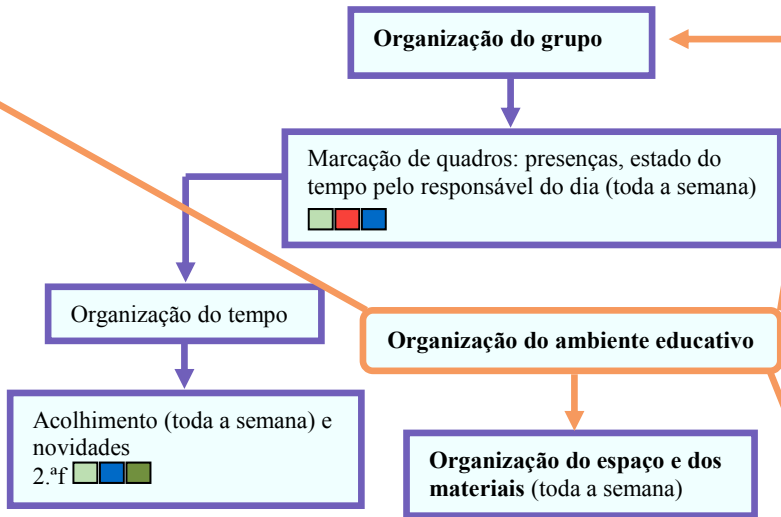 Organização do grupo
Marcação de quadros: presenças, estado do
tempo pelo responsável do dia (toda a semana)
Organização do tempo
Organização do ambiente educativo
Acolhimento (toda a semana) e
novidades
2.ªf
Organização do espaço e dos
materiais (toda a semana)